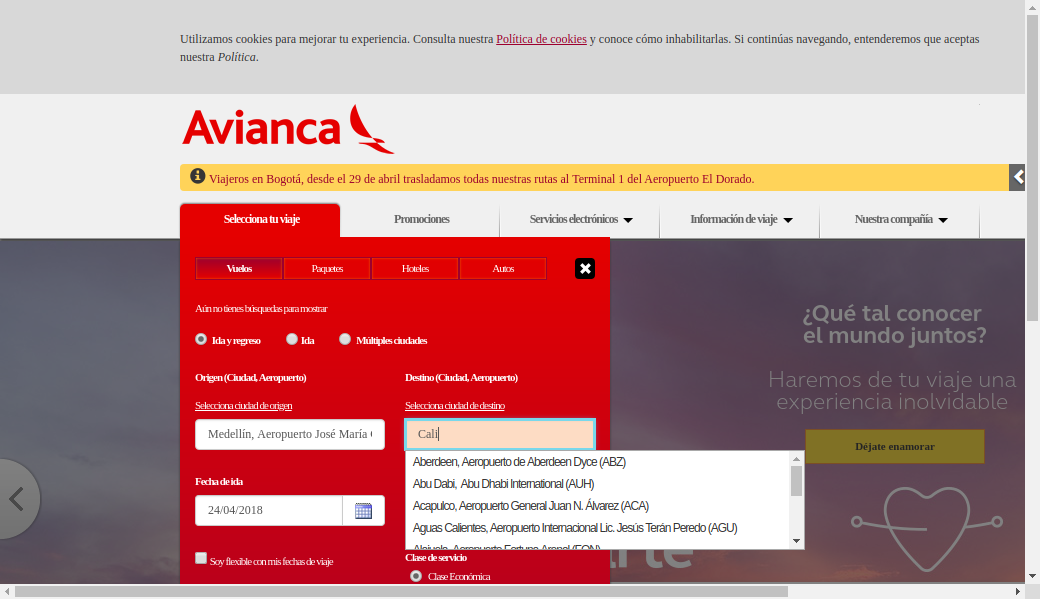 Utilizamos cookies para mejorar tu experiencia. Consulta nuestra Política de cookies y conoce cómo inhabilitarlas. Si continúas navegando, entenderemos que aceptas
nuestra Política.
Avianca
Viajeros en Bogotá, desde el 29 de abril trasladamos todas nuestras rutas al Terminal 1 del Aeropuerto El Dorado.
Selecciona tu viaje Promociones Servicios electrónicos Información de viaje Nuestra compañía
Vuelos Paquetes Hoteles Autos
Aún no tienes búsquedas para mostrar
Ida y regreso Ida Múltiples ciudades
Origen (Ciudad, Aeropuerto) Destino (Ciudad, Aeropuerto)
Selecciona ciudad de origen Selecciona ciudad de destino
Medellín, Aeropuerto José María Cali
Aberdeen, Aeropuerto de Aberdeen Dyce (ABZ)
Abu Dabi, Abu Dhabi International (AUH)
Acapulco, Aeropuerto General Juan N. Álvarez (ACA)
Aguas Calientes, Aeropuerto Internacional Lic. Jesús Terán Peredo (AGU)
Fecha de ida
24/04/2018
Soy flexible con mis fechas de viaje
Clase de servicio
Clase Económica
¿Qué tal conocer
el mundo juntos?
Haremos de tu viaje una
experiencia inolvidable
Déjate enamorar